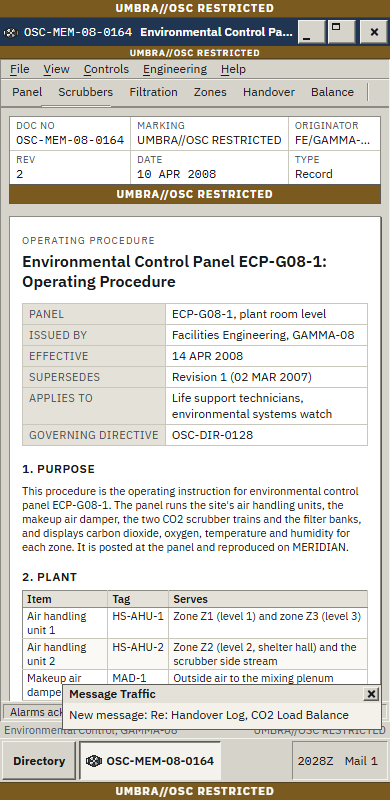 UMBRA//OSC RESTRICTED
OSC-MEM-08-0164 Environmental Control Pa...
UMBRA//OSC RESTRICTED
File View Controls Engineering Help
Panel Scrubbers Filtration Zones Handover Balance
DOC NO MARKING ORIGINATOR
OSC-MEM-08-0164 UMBRA//OSC RESTRICTED FE/GAMMA-...
REV DATE TYPE
2 10 APR 2008 Record
UMBRA//OSC RESTRICTED
OPERATING PROCEDURE
Environmental Control Panel ECP-G08-1:
Operating Procedure
PANEL ECP-G08-1, plant room level
ISSUED BY Facilities Engineering, GAMMA-08
EFFECTIVE 14 APR 2008
SUPERSEDES Revision 1 (02 MAR 2007)
APPLIES TO Life support technicians,
environmental systems watch
GOVERNING DIRECTIVE OSC-DIR-0128
1. PURPOSE
This procedure is the operating instruction for environmental control
panel ECP-G08-1. The panel runs the site's air handling units, the
makeup air damper, the two CO2 scrubber trains and the filter banks,
and displays carbon dioxide, oxygen, temperature and humidity for
each zone. It is posted at the panel and reproduced on MERIDIAN.
2. PLANT
Item Tag Serves
Air handling HS-AHU-1 Zone Z1 (level 1) and zone Z3 (level 3)
unit 1
Air handling HS-AHU-2 Zone Z2 (level 2, shelter hall) and the
unit 2 scrubber side stream
Makeup air MAD-1 Outside air to the mixing plenum
dampe
Message Traffic
Alarms ack
New message: Re: Handover Log, CO2 Load Balance
Environmental Control, GAMMA-08 UMBRA//OSC RESTRICTED
Directory OSC-MEM-08-0164 2028Z Mail 1
UMBRA//OSC RESTRICTED